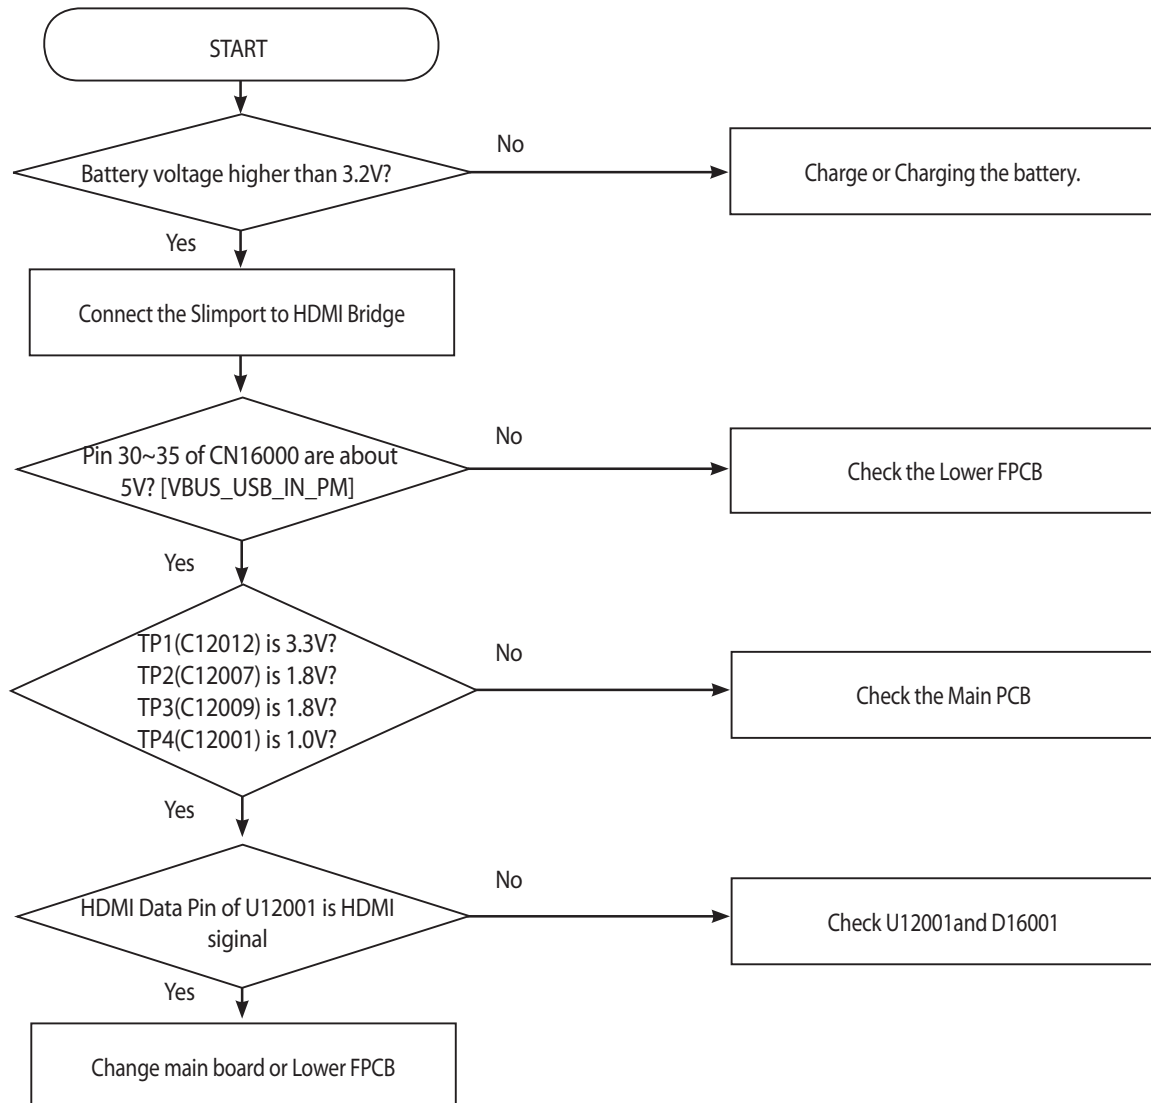 START
Battery voltage higher than 3.2V?
No
Charge or Charging the battery.
Yes
Connect the Slimport to HDMI Bridge
Pin 30~35 of CN16000 are about
5V? [VBUS_USB_IN_PM]
No
Check the Lower FPCB
Yes
TP1(C12012) is 3.3V?
TP2(C12007) is 1.8V?
TP3(C12009) is 1.8V?
TP4(C12001) is 1.0V?
No
Check the Main PCB
Yes
HDMI Data Pin of U12001 is HDMI
siginal
No
Check U12001and D16001
Yes
Change main board or Lower FPCB